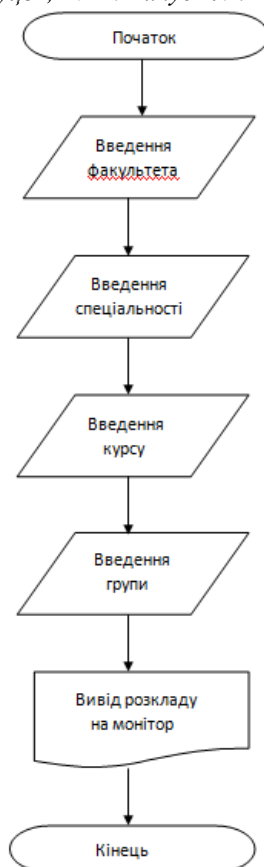 Початок
Введення
факультета
Введення
спеціальності
Введення
курсу
Введення
групи
Вивід розкладу
на монітор
Кінець